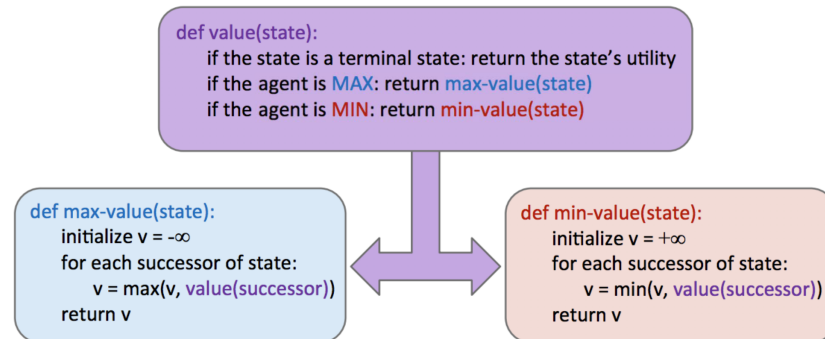 def value(state):
if the state is a terminal state: return the state’s utility
if the agent is MAX: return max-value(state)
if the agent is MIN: return min-value(state)
def max-value(state):
initialize v = -∞
for each successor of state:
v = max(v, value(successor))
return v
def min-value(state):
initialize v = +∞
for each successor of state:
v = min(v, value(successor))
return v